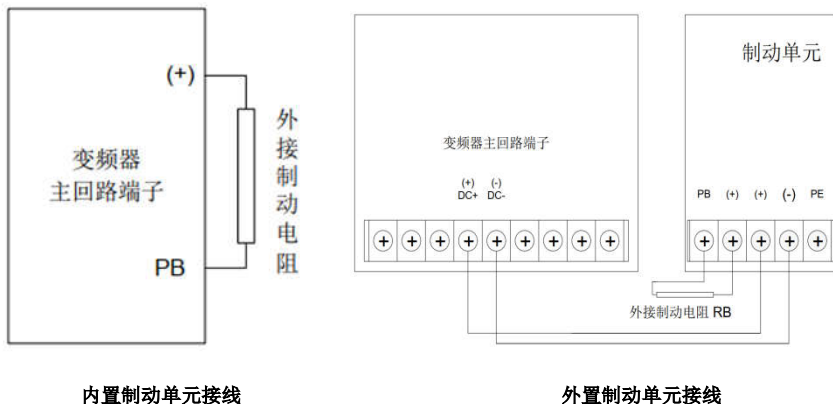 (+)
变频器
主回路端子
PB
外接制动电阻
内置制动单元接线
变频器主回路端子
(+) (-)
DC+ DC-
制动单元
PB (+) (+) (-) PE
外接制动电阻 RB
外置制动单元接线